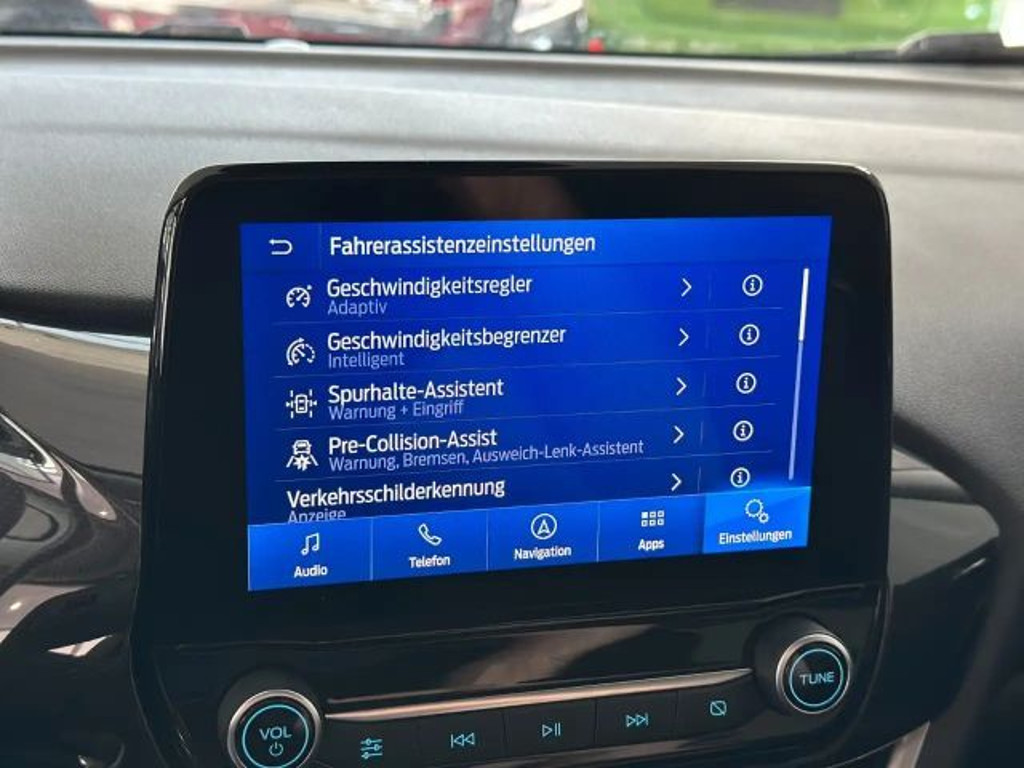 Fahrerassistenzeinstellungen
Geschwindigkeitsregler
Adaptiv
Geschwindigkeitsbegrenzer
Intelligent
Spurhalte-Assistent
Warnung + Eingriff
Pre-Collision-Assist
Warnung, Bremsen, Ausweich-Lenk-Assistent
Verkehrsschilderkennung
Anzeige
Audio
Telefon
Navigation
Apps
Einstellungen
VOL
TUNE